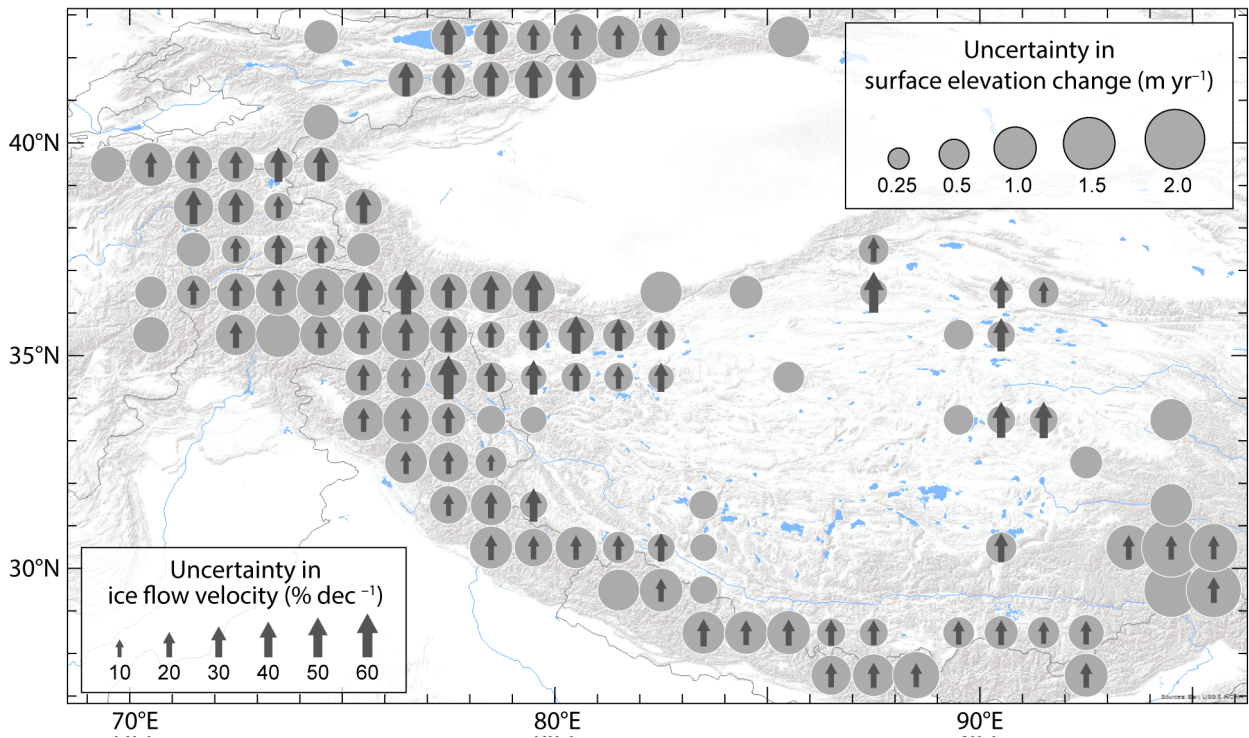 Uncertainty in
surface elevation change (m yr⁻¹)
0.25 0.5 1.0 1.5 2.0
40°N
35°N
30°N
Uncertainty in
ice flow velocity (% dec ⁻¹)
10 20 30 40 50 60
70°E 80°E 90°E